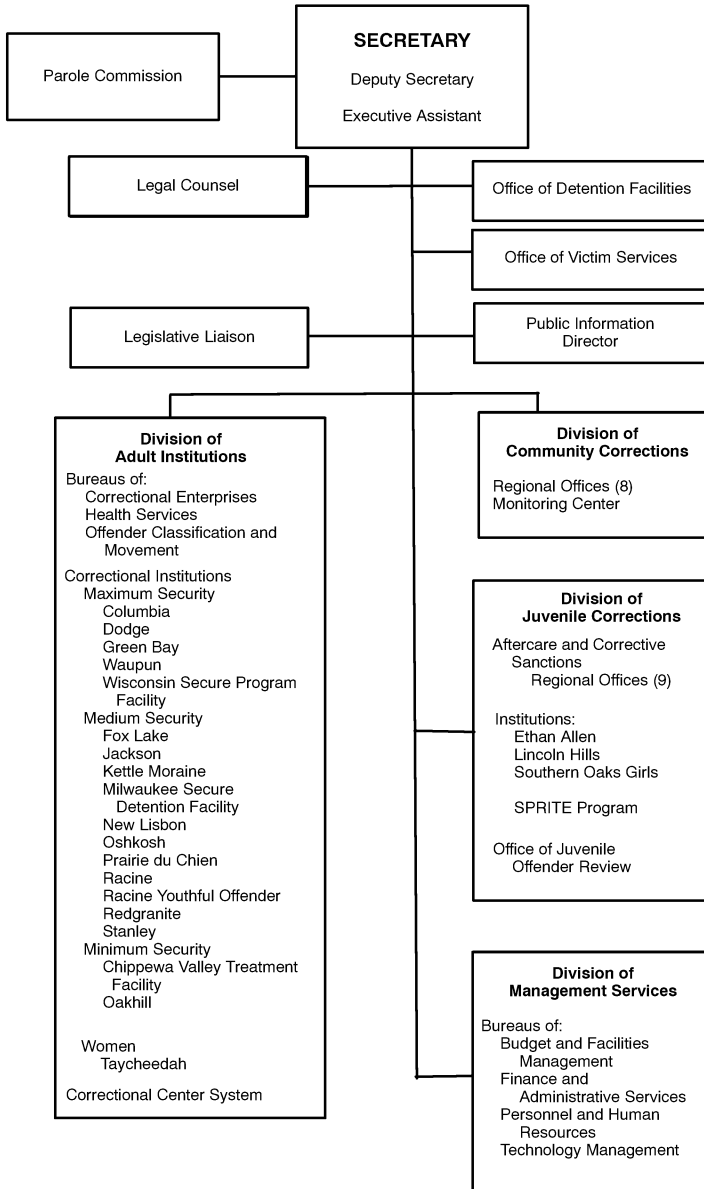 SECRETARY
Deputy Secretary
Executive Assistant
Parole Commission
Legal Counsel
Office of Detention Facilities
Office of Victim Services
Legislative Liaison
Public Information
Director
Division of
Adult Institutions
Bureaus of:
Correctional Enterprises
Health Services
Offender Classification and
Movement
Correctional Institutions
Maximum Security
Columbia
Dodge
Green Bay
Waupun
Wisconsin Secure Program
Facility
Medium Security
Fox Lake
Jackson
Kettle Moraine
Milwaukee Secure
Detention Facility
New Lisbon
Oshkosh
Prairie du Chien
Racine
Racine Youthful Offender
Redgranite
Stanley
Minimum Security
Chippewa Valley Treatment
Facility
Oakhill
Women
Taycheedah
Correctional Center System
Division of
Community Corrections
Regional Offices (8)
Monitoring Center
Division of
Juvenile Corrections
Aftercare and Corrective
Sanctions
Regional Offices (9)
Institutions:
Ethan Allen
Lincoln Hills
Southern Oaks Girls
SPRITE Program
Office of Juvenile
Offender Review
Division of
Management Services
Bureaus of:
Budget and Facilities
Management
Finance and
Administrative Services
Personnel and Human
Resources
Technology Management